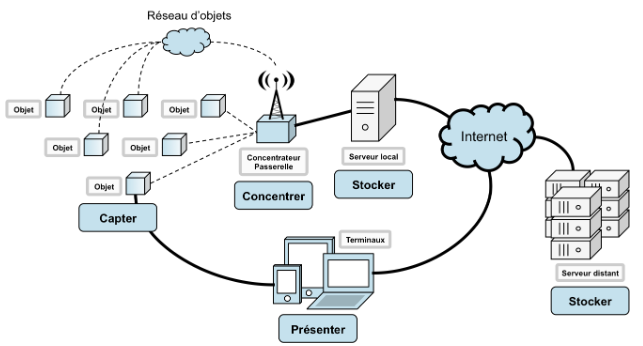 Réseau d'objets
Objet
Objet
Objet
Objet
Objet
Objet
Capter
Concentrateur
Passerelle
Concentrer
Serveur local
Stocker
Internet
Serveur distant
Stocker
Terminaux
Présenter